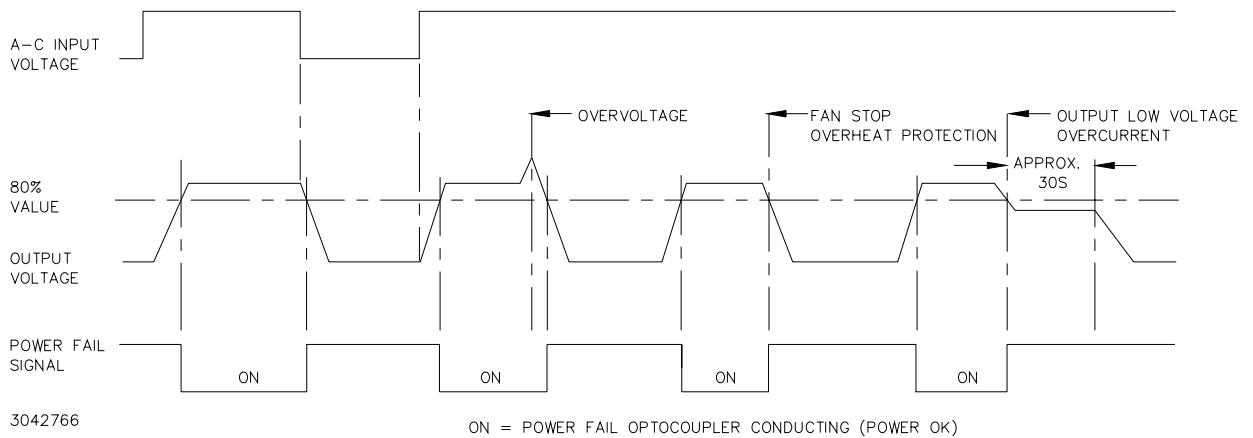 A-C INPUT
VOLTAGE
OVERVOLTAGE
FAN STOP
OVERHEAT PROTECTION
OUTPUT LOW VOLTAGE
OVERCURRENT
APPROX.
30S
80%
VALUE
OUTPUT
VOLTAGE
POWER FAIL
SIGNAL
ON
ON
ON
ON
3042766
ON = POWER FAIL OPTOCOUPLER CONDUCTING (POWER OK)